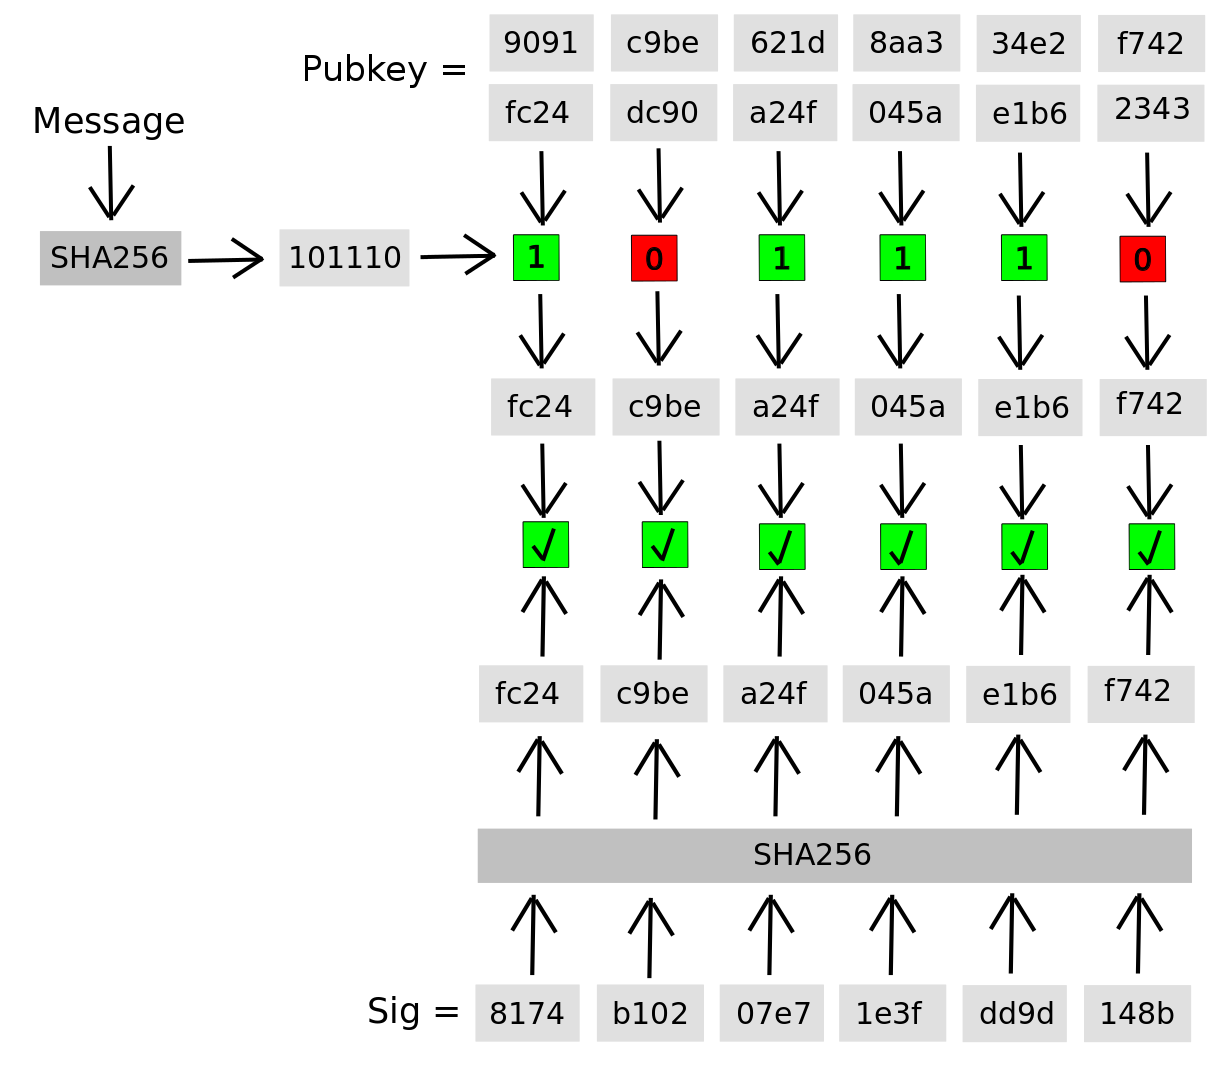 9091 c9be 621d 8aa3 34e2 f742
Pubkey =
fc24 dc90 a24f 045a e1b6 2343
Message
SHA256 101110 1 0 1 1 1 0
fc24 c9be a24f 045a e1b6 f742
√ √ √ √ √ √
fc24 c9be a24f 045a e1b6 f742
SHA256
Sig = 8174 b102 07e7 1e3f dd9d 148b